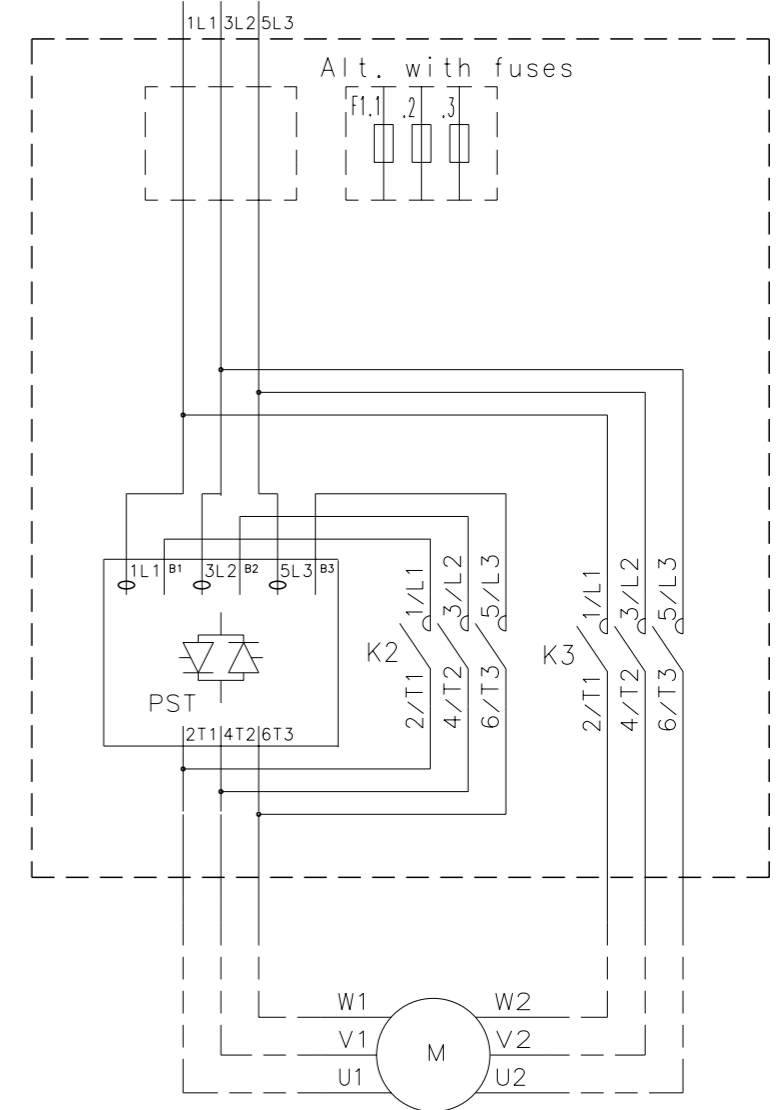 1L1 3L2 5L3
Alt. with fuses
F1.1 .2 .3
1L1 B1 3L2 B2 5L3 B3
1/L1 3/L2 5/L3
1/L1 3/L2 5/L3
K2
K3
PST
2/T1 4/T2 6/T3
2/T1 4/T2 6/T3
2T1 4T2 6T3
W1 W2
V1 M V2
U1 U2